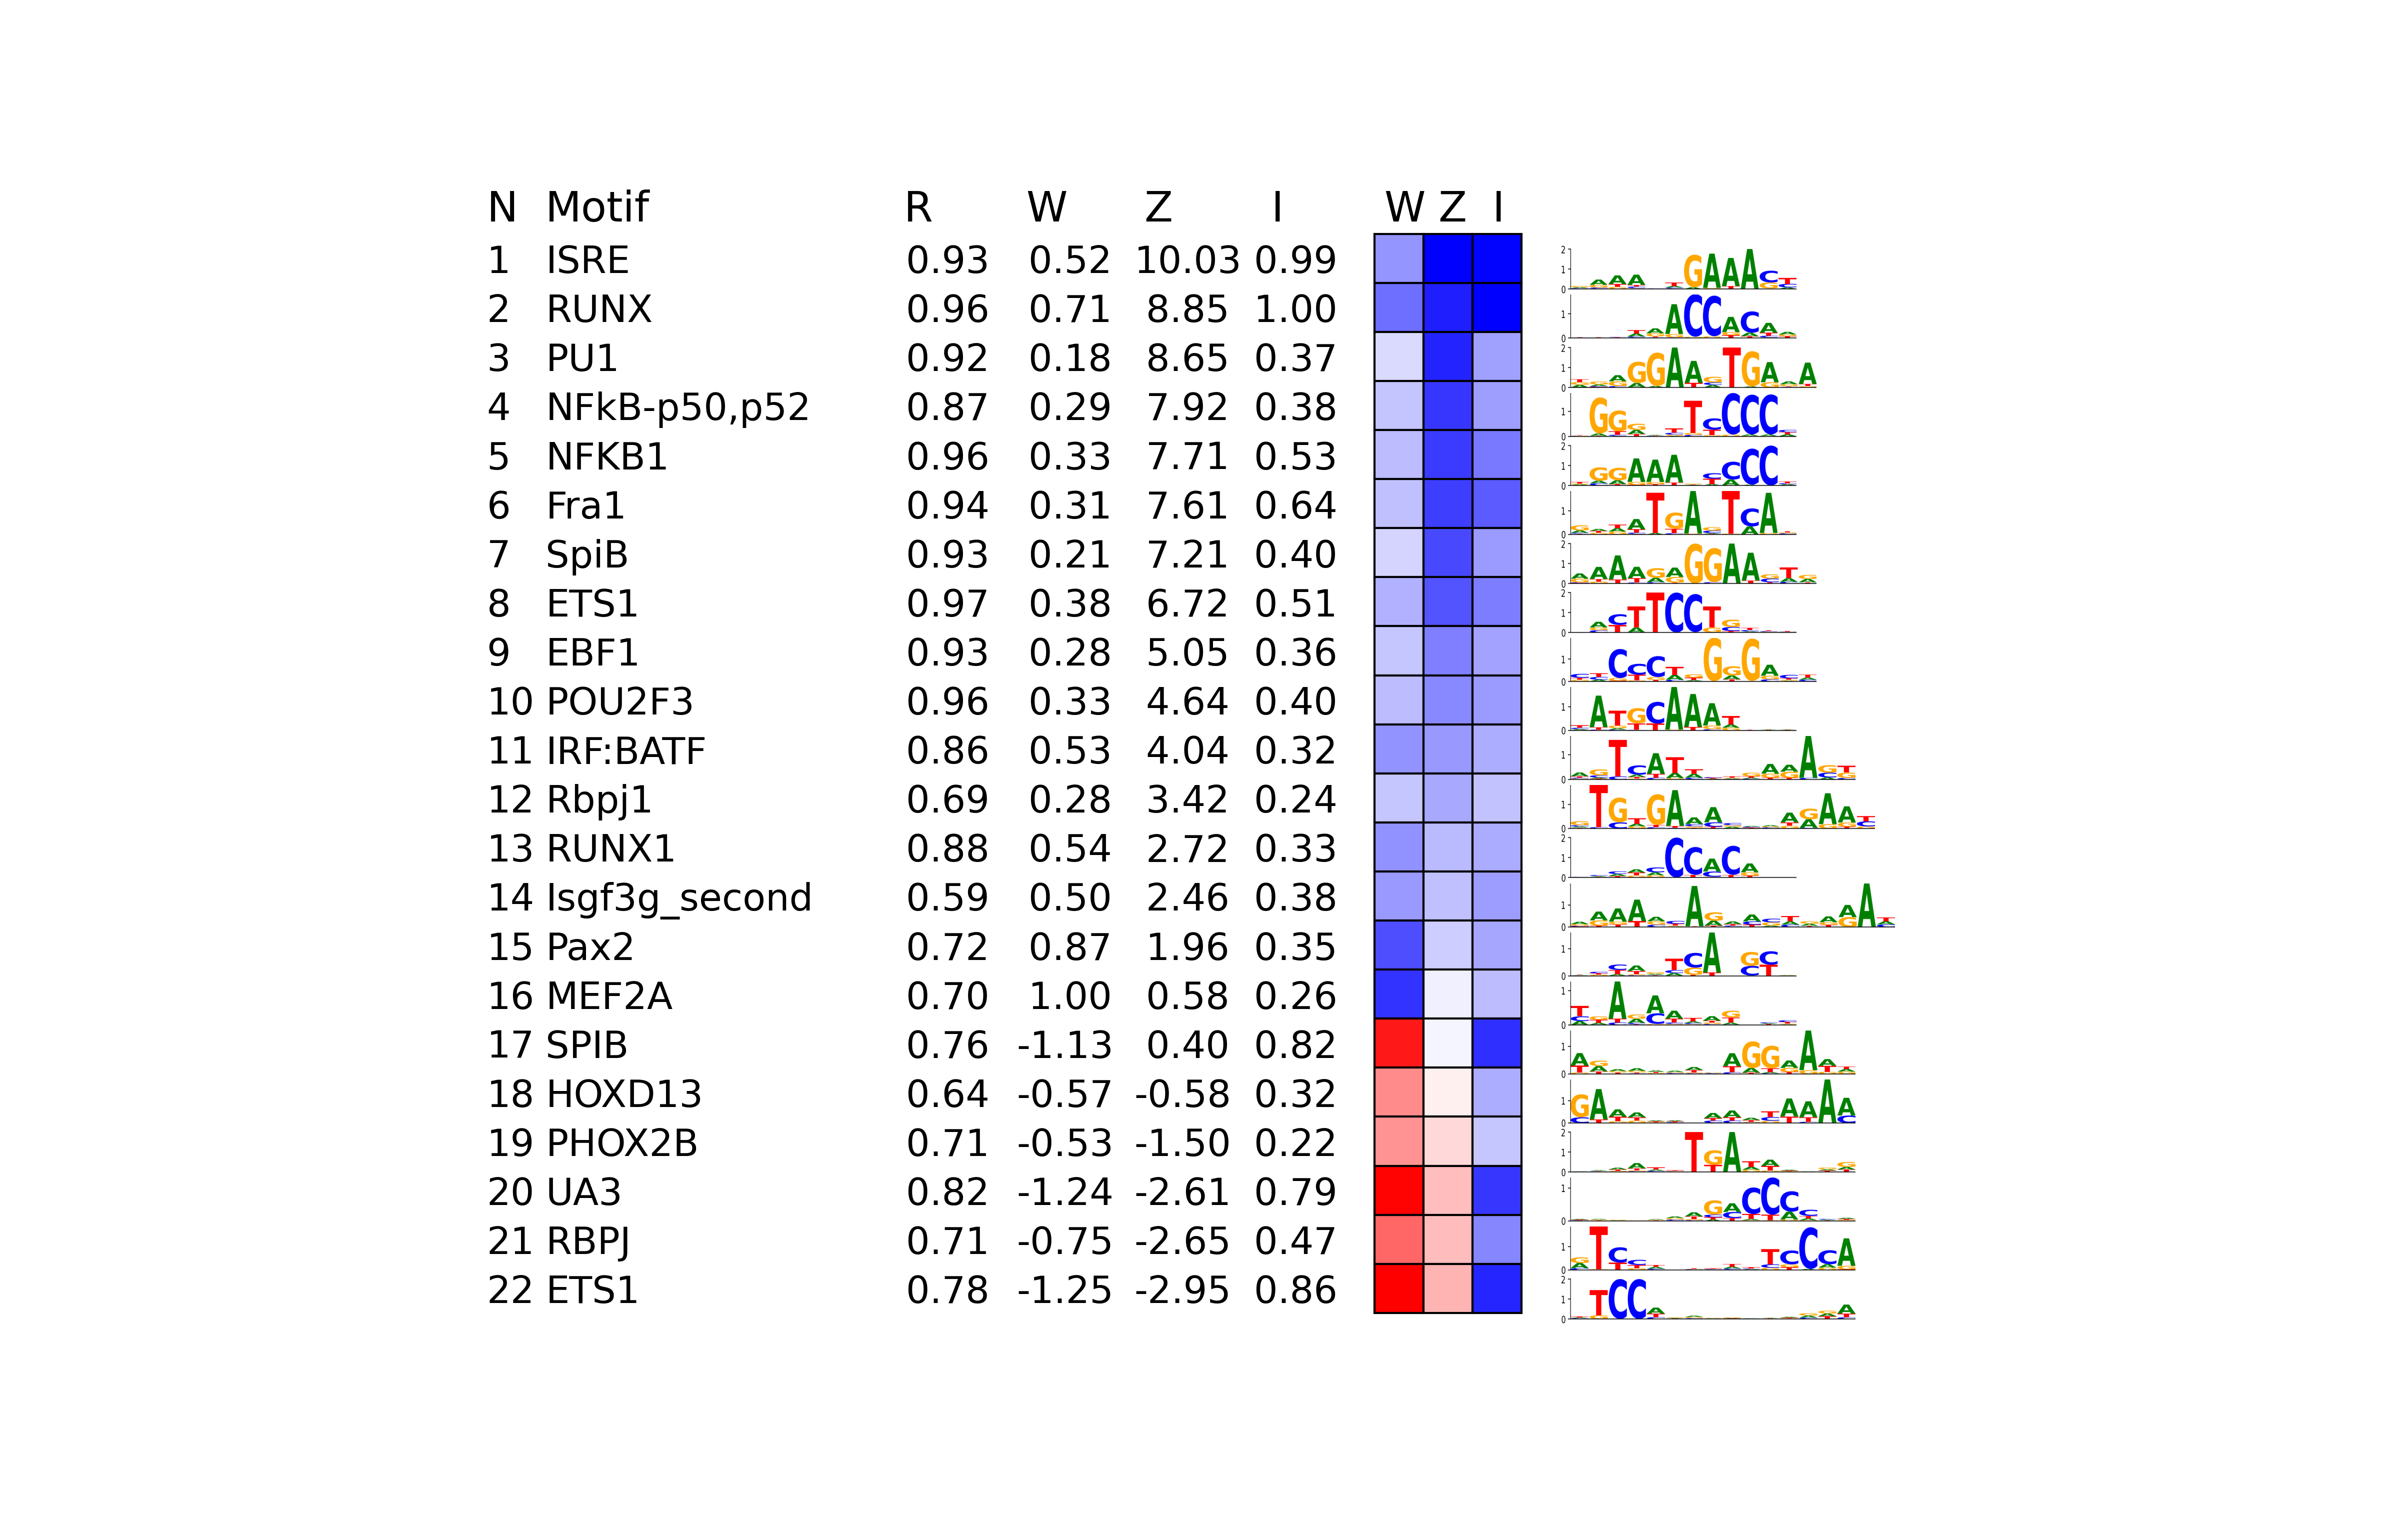 N Motif R W Z I W Z I
1 ISRE 0.93 0.52 10.03 0.99
2 RUNX 0.96 0.71 8.85 1.00
3 PU1 0.92 0.18 8.65 0.37
4 NFkB-p50,p52 0.87 0.29 7.92 0.38
5 NFKB1 0.96 0.33 7.71 0.53
6 Fra1 0.94 0.31 7.61 0.64
7 SpiB 0.93 0.21 7.21 0.40
8 ETS1 0.97 0.38 6.72 0.51
9 EBF1 0.93 0.28 5.05 0.36
10 POU2F3 0.96 0.33 4.64 0.40
11 IRF:BATF 0.86 0.53 4.04 0.32
12 Rbpj1 0.69 0.28 3.42 0.24
13 RUNX1 0.88 0.54 2.72 0.33
14 Isgf3g_second 0.59 0.50 2.46 0.38
15 Pax2 0.72 0.87 1.96 0.35
16 MEF2A 0.70 1.00 0.58 0.26
17 SPIB 0.76 -1.13 0.40 0.82
18 HOXD13 0.64 -0.57 -0.58 0.32
19 PHOX2B 0.71 -0.53 -1.50 0.22
20 UA3 0.82 -1.24 -2.61 0.79
21 RBPJ 0.71 -0.75 -2.65 0.47
22 ETS1 0.78 -1.25 -2.95 0.86